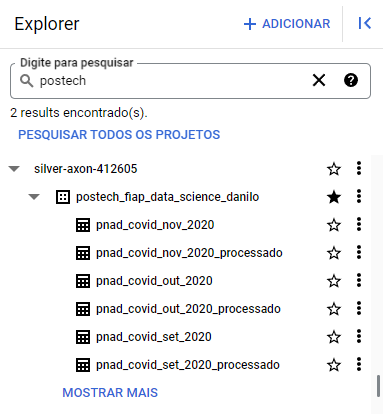 Explorer
+ ADICIONAR
Digite para pesquisar
postech
2 results encontrado(s).
PESQUISAR TODOS OS PROJETOS
silver-axon-412605
postech_fiap_data_science_danilo
pnad_covid_nov_2020
pnad_covid_nov_2020_processado
pnad_covid_out_2020
pnad_covid_out_2020_processado
pnad_covid_set_2020
pnad_covid_set_2020_processado
MOSTRAR MAIS